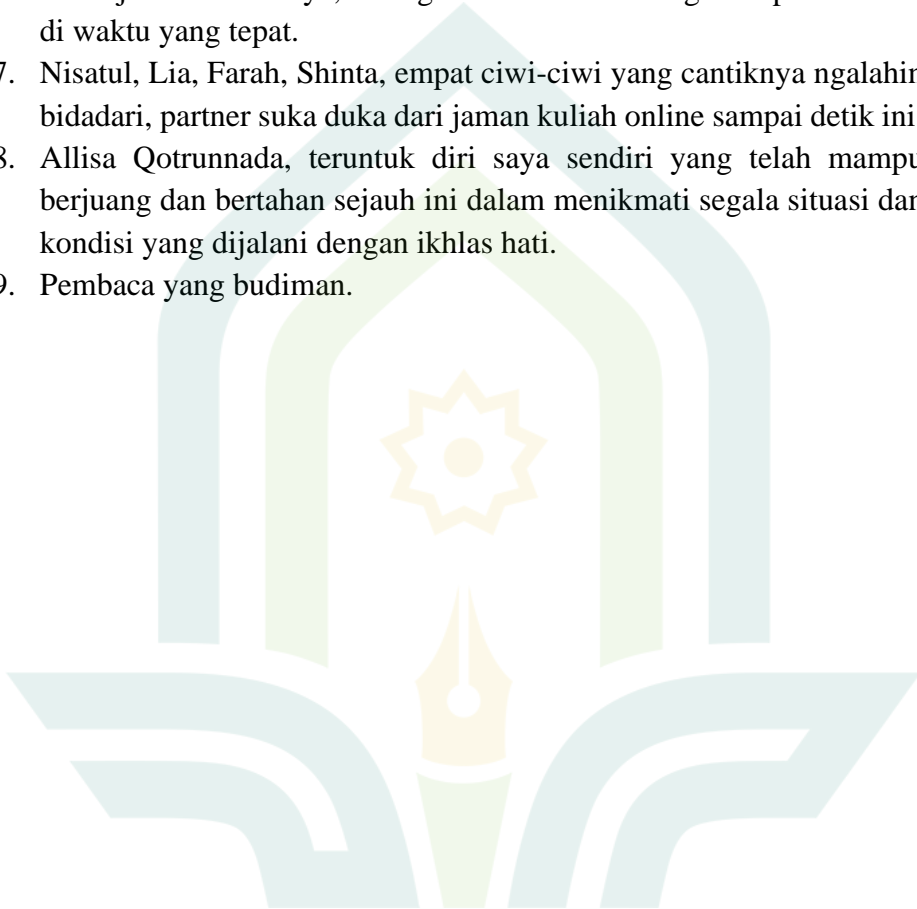 di waktu yang tepat.
7. Nisatul, Lia, Farah, Shinta, empat ciwi-ciwi yang cantiknya ngalahin
bidadari, partner suka duka dari jaman kuliah online sampai detik ini
8. Allisa Qotrunnada, teruntuk diri saya sendiri yang telah mampu
berjuang dan bertahan sejauh ini dalam menikmati segala situasi dan
kondisi yang dijalani dengan ikhlas hati.
9. Pembaca yang budiman.